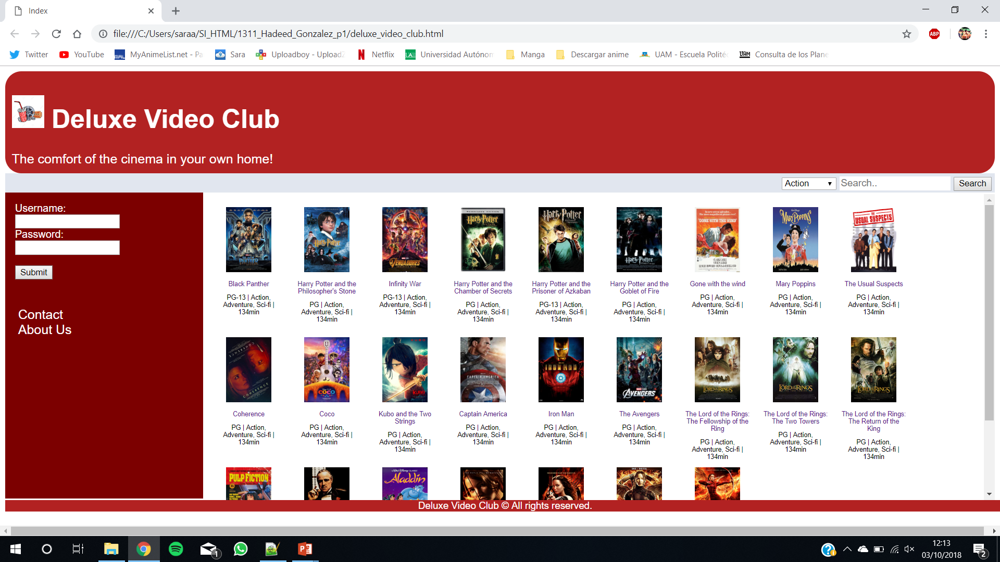 Index
file:///C:/Users/saraa/SI_HTML/1311_Hadeed_Gonzalez_p1/deluxe_video_club.html
ABP
Twitter YouTube MyAnimeList.net - Pa Sara Uploadboy - UploadZ Netflix Universidad Autónom Manga Descargar anime UAM - Escuela Polité Consulta de los Plane
Deluxe Video Club
The comfort of the cinema in your own home!
Action Search.. Search
Username:
Password:
Submit
Contact
About Us
Black Panther
PG-13 | Action,
Adventure, Sci-fi |
134min
Harry Potter and the
Philosopher's Stone
PG | Action,
Adventure, Sci-fi |
134min
Infinity War
PG-13 | Action,
Adventure, Sci-fi |
134min
Harry Potter and the
Chamber of Secrets
PG | Action,
Adventure, Sci-fi |
134min
Harry Potter and the
Prisoner of Azkaban
PG-13 | Action,
Adventure, Sci-fi |
134min
Harry Potter and the
Goblet of Fire
PG | Action,
Adventure, Sci-fi |
134min
Gone with the wind
PG | Action,
Adventure, Sci-fi |
134min
Mary Poppins
PG | Action,
Adventure, Sci-fi |
134min
The Usual Suspects
PG | Action,
Adventure, Sci-fi |
134min
Coherence
PG | Action,
Adventure, Sci-fi |
134min
Coco
PG | Action,
Adventure, Sci-fi |
134min
Kubo and the Two
Strings
PG | Action,
Adventure, Sci-fi |
134min
Captain America
PG | Action,
Adventure, Sci-fi |
134min
Iron Man
PG | Action,
Adventure, Sci-fi |
134min
The Avengers
PG | Action,
Adventure, Sci-fi |
134min
The Lord of the Rings:
The Fellowship of the
Ring
PG | Action,
Adventure, Sci-fi |
134min
The Lord of the Rings:
The Two Towers
PG | Action,
Adventure, Sci-fi |
134min
The Lord of the Rings:
The Return of the
King
PG | Action,
Adventure, Sci-fi |
134min
PULP FICTION
Aladdin
Deluxe Video Club © All rights reserved.
1
12:13
03/10/2018
2